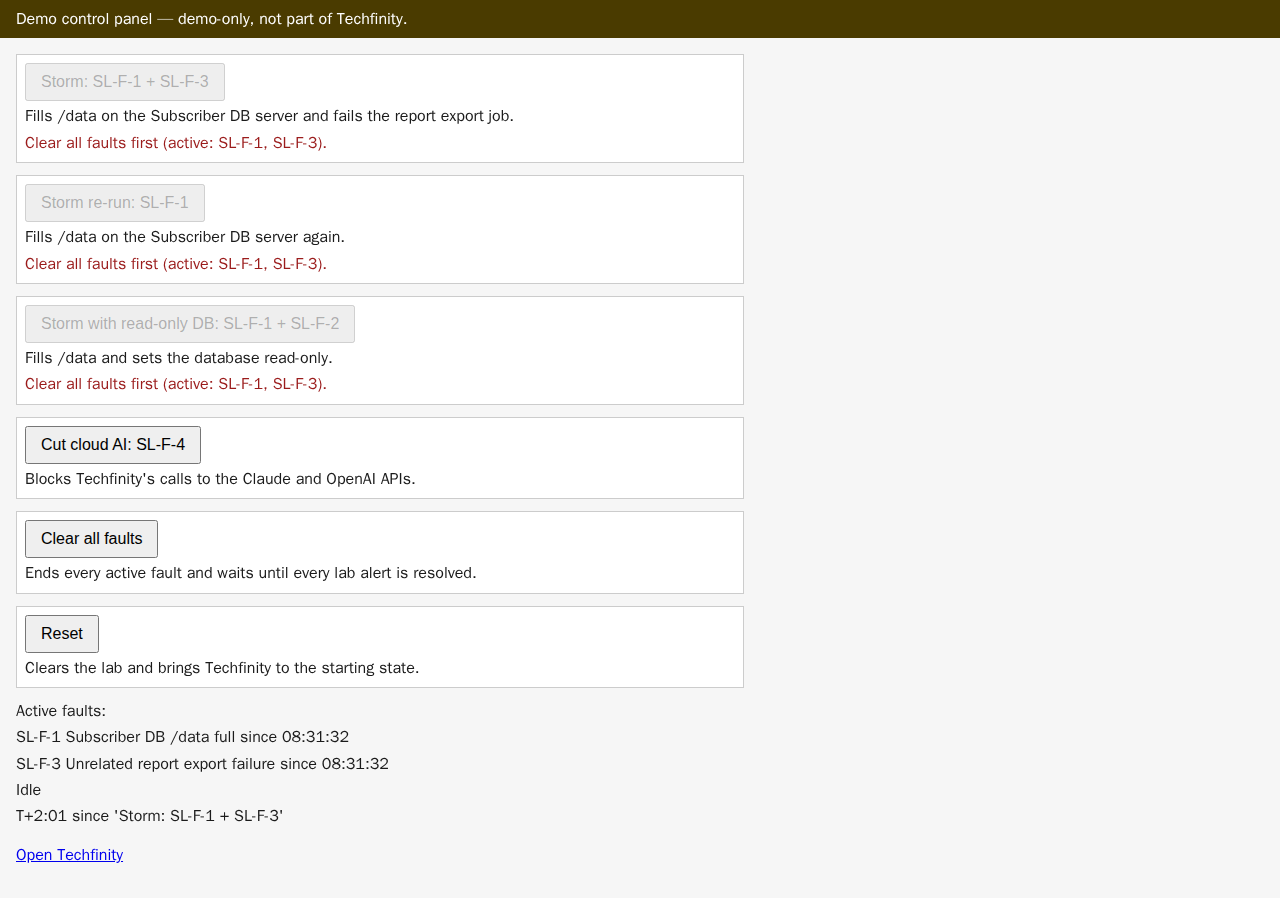 Demo control panel — demo-only, not part of Techfinity.
Storm: SL-F-1 + SL-F-3
Fills /data on the Subscriber DB server and fails the report export job.
Clear all faults first (active: SL-F-1, SL-F-3).
Storm re-run: SL-F-1
Fills /data on the Subscriber DB server again.
Clear all faults first (active: SL-F-1, SL-F-3).
Storm with read-only DB: SL-F-1 + SL-F-2
Fills /data and sets the database read-only.
Clear all faults first (active: SL-F-1, SL-F-3).
Cut cloud AI: SL-F-4
Blocks Techfinity's calls to the Claude and OpenAI APIs.
Clear all faults
Ends every active fault and waits until every lab alert is resolved.
Reset
Clears the lab and brings Techfinity to the starting state.
Active faults:
SL-F-1 Subscriber DB /data full since 08:31:32
SL-F-3 Unrelated report export failure since 08:31:32
Idle
T+2:01 since 'Storm: SL-F-1 + SL-F-3'
Open Techfinity